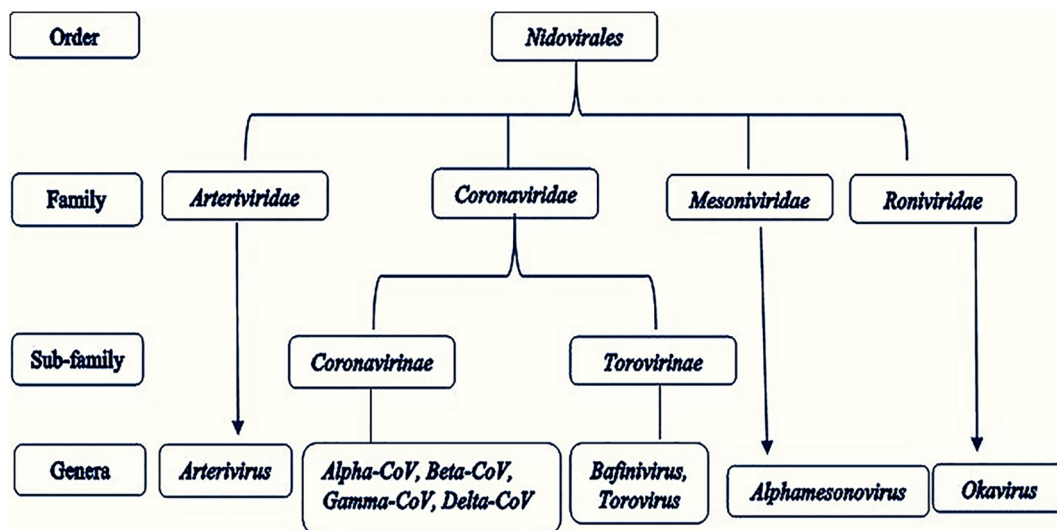 Order
Nidovirales
Family
Arteriviridae
Coronaviridae
Mesoniviridae
Roniviridae
Sub-family
Coronavirinae
Torovirinae
Genera
Arterivirus
Alpha-CoV, Beta-CoV,
Gamma-CoV, Delta-CoV
Bafinivirus,
Torovirus
Alphamesonovirus
Okavirus